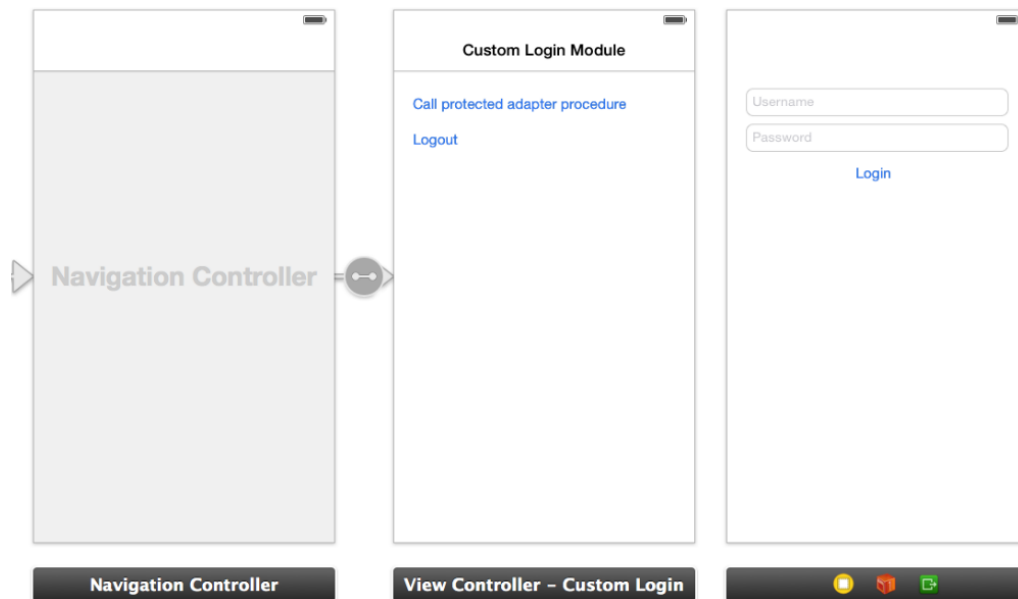 Navigation Controller
Navigation Controller
Custom Login Module
Call protected adapter procedure
Logout
View Controller – Custom Login
Username
Password
Login